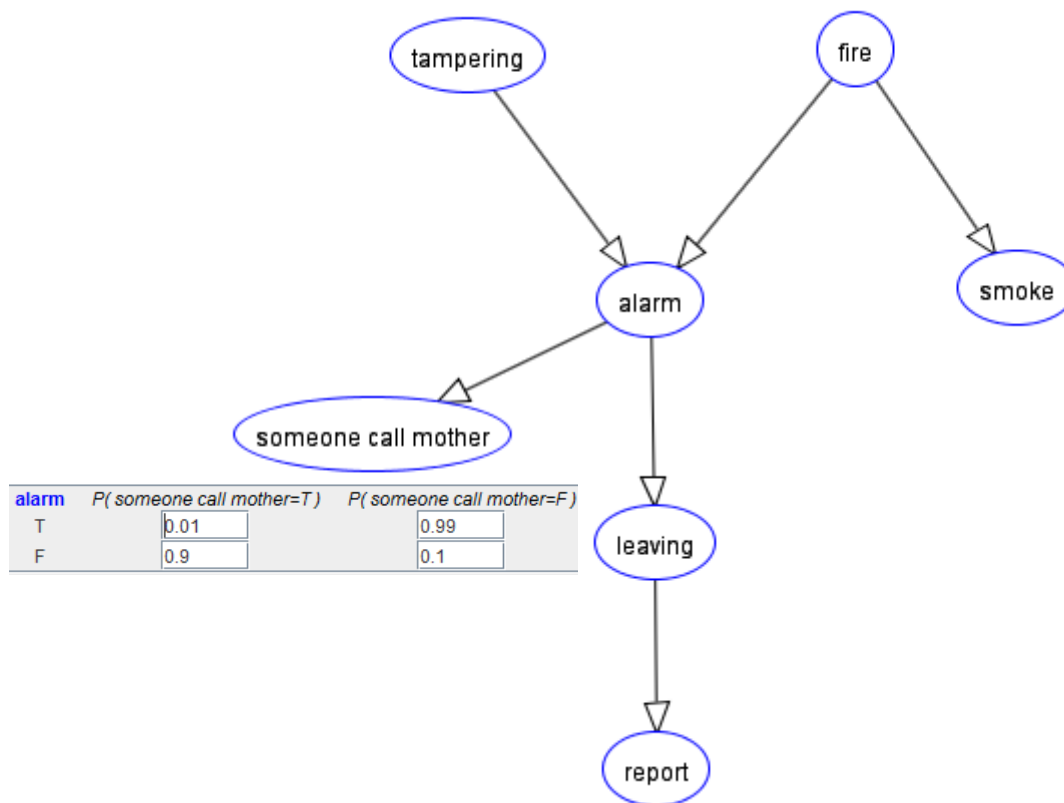 tampering
fire
alarm
smoke
someone call mother
alarm P( someone call mother=T ) P( someone call mother=F )
T 0.01 0.99
F 0.9 0.1
leaving
report